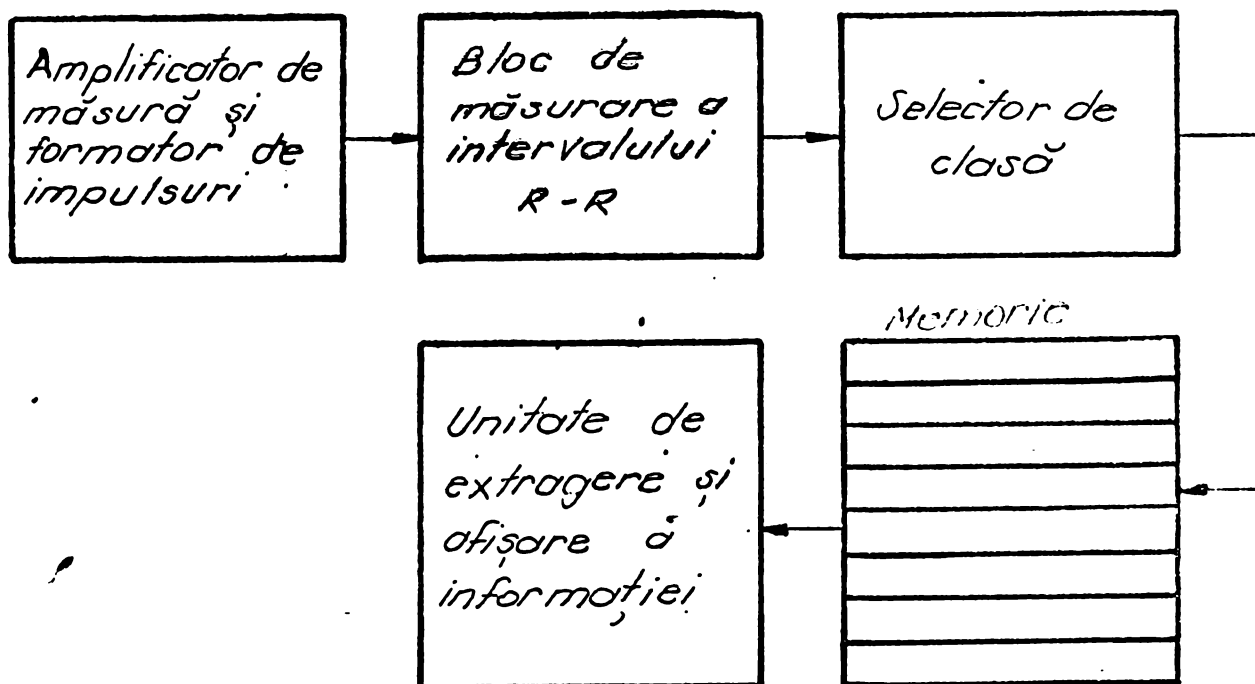 Amplificator de
măsură și
formator de
impulsuri
Bloc de
măsurare a
intervalului
R-R
Selector de
clasă
Memorie
Unitate de
extragere și
afișare a
informației